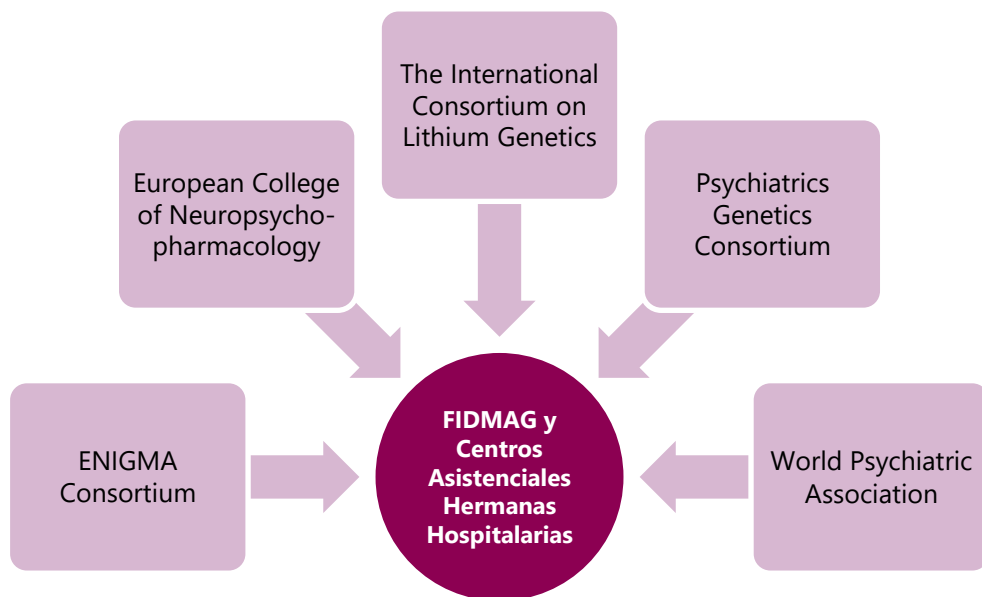 The International
Consortium on
Lithium Genetics
European College
of Neuropsycho-
pharmacology
Psychiatrics
Genetics
Consortium
ENIGMA
Consortium
FIDMAG y
Centros
Asistenciales
Hermanas
Hospitalarias
World Psychiatric
Association